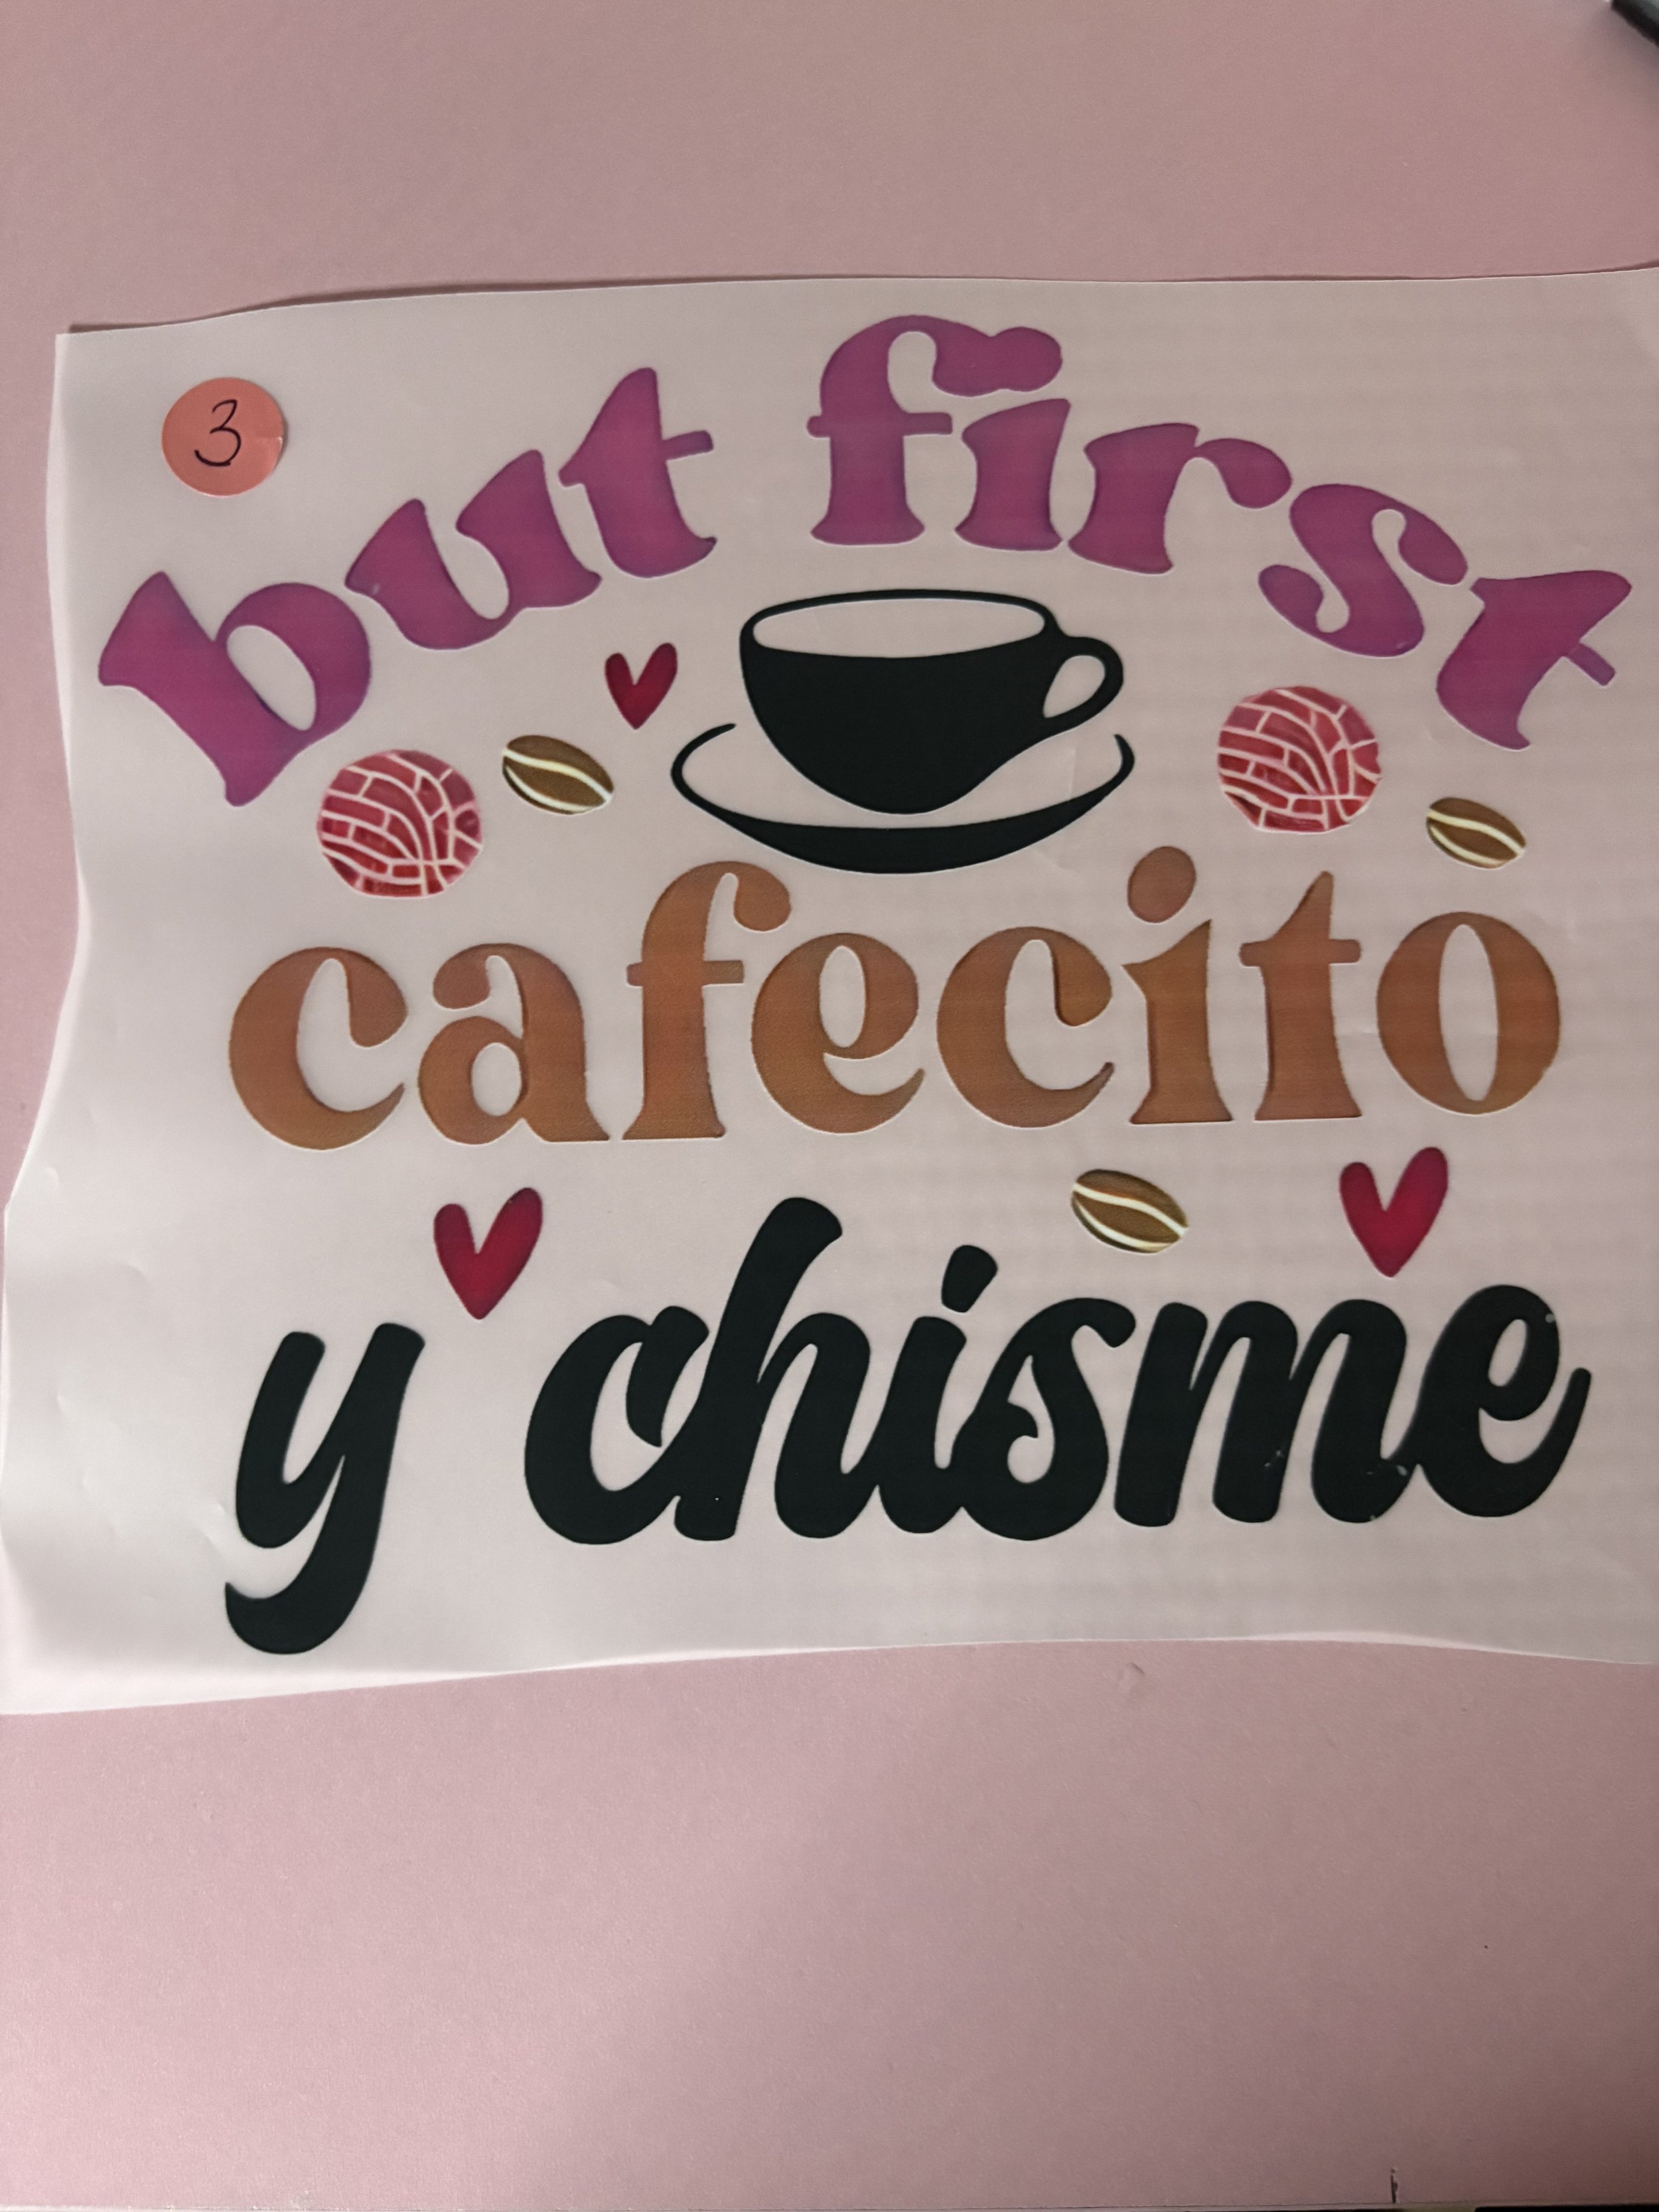 3
but first
cafecito
y chisme